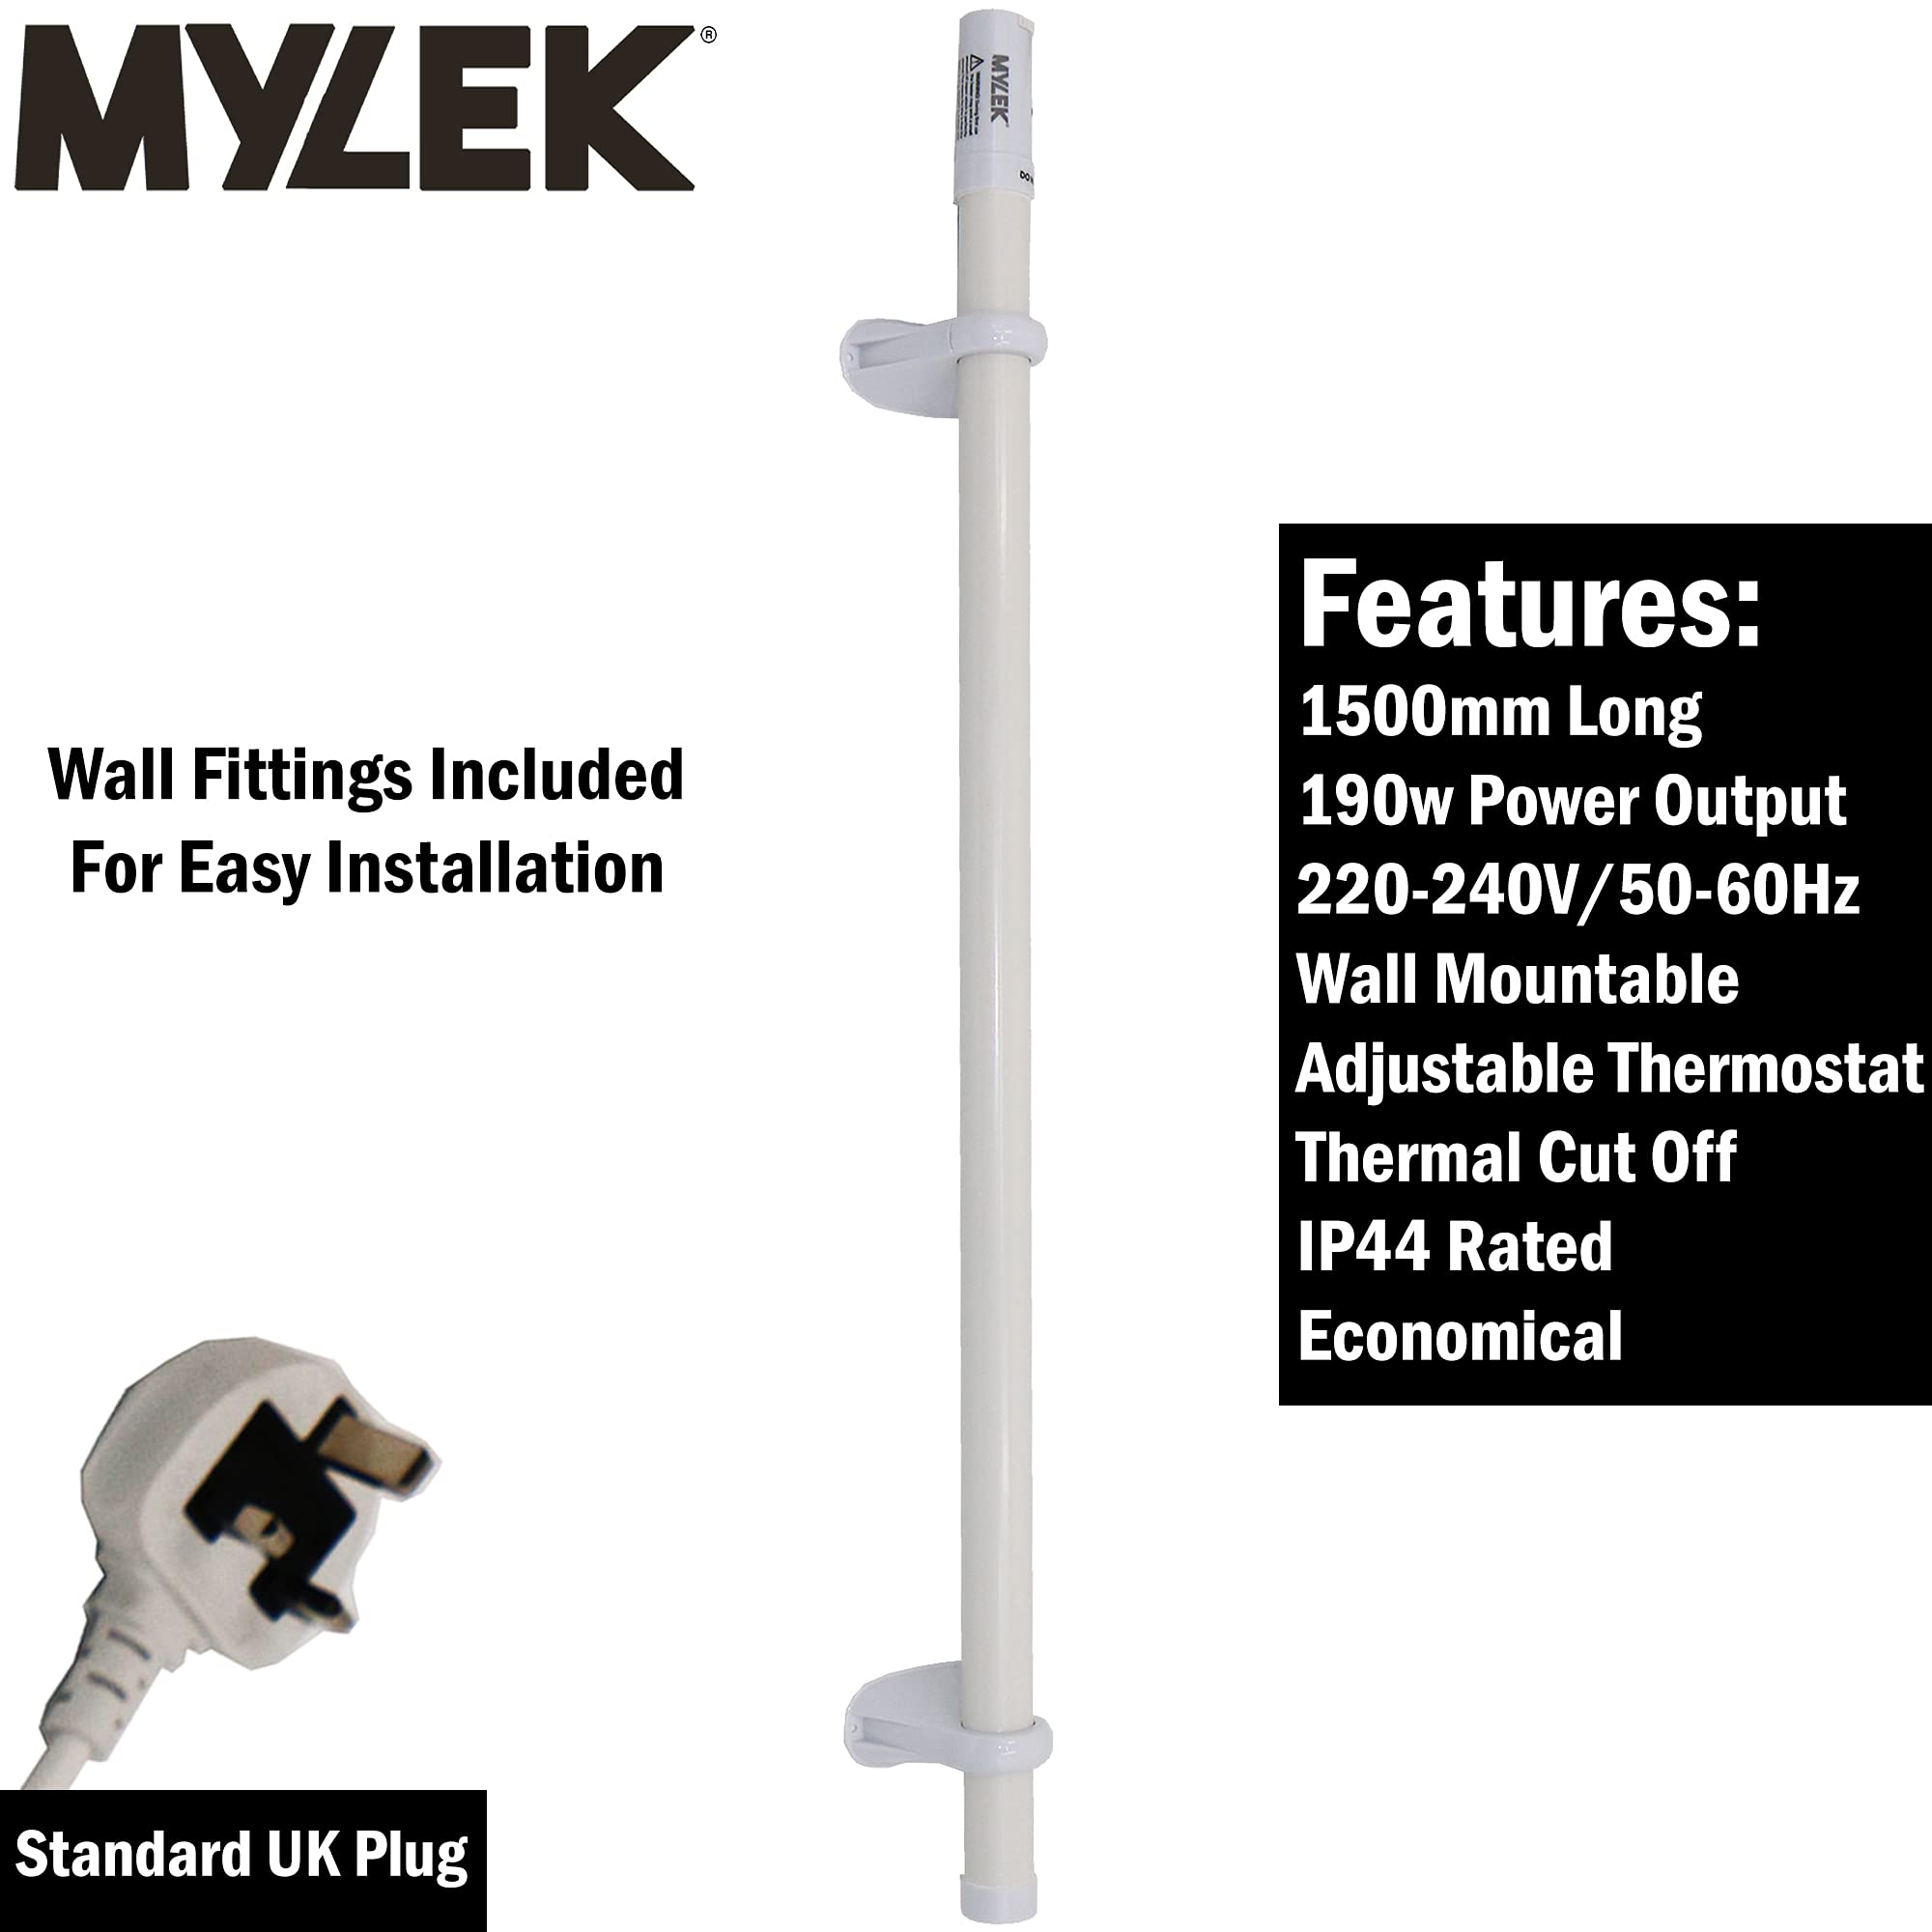 MYLEK®
MYLEK
DO
Wall Fittings Included
For Easy Installation
Features:
1500mm Long
190w Power Output
220-240V/50-60Hz
Wall Mountable
Adjustable Thermostat
Thermal Cut Off
IP44 Rated
Economical
Standard UK Plug